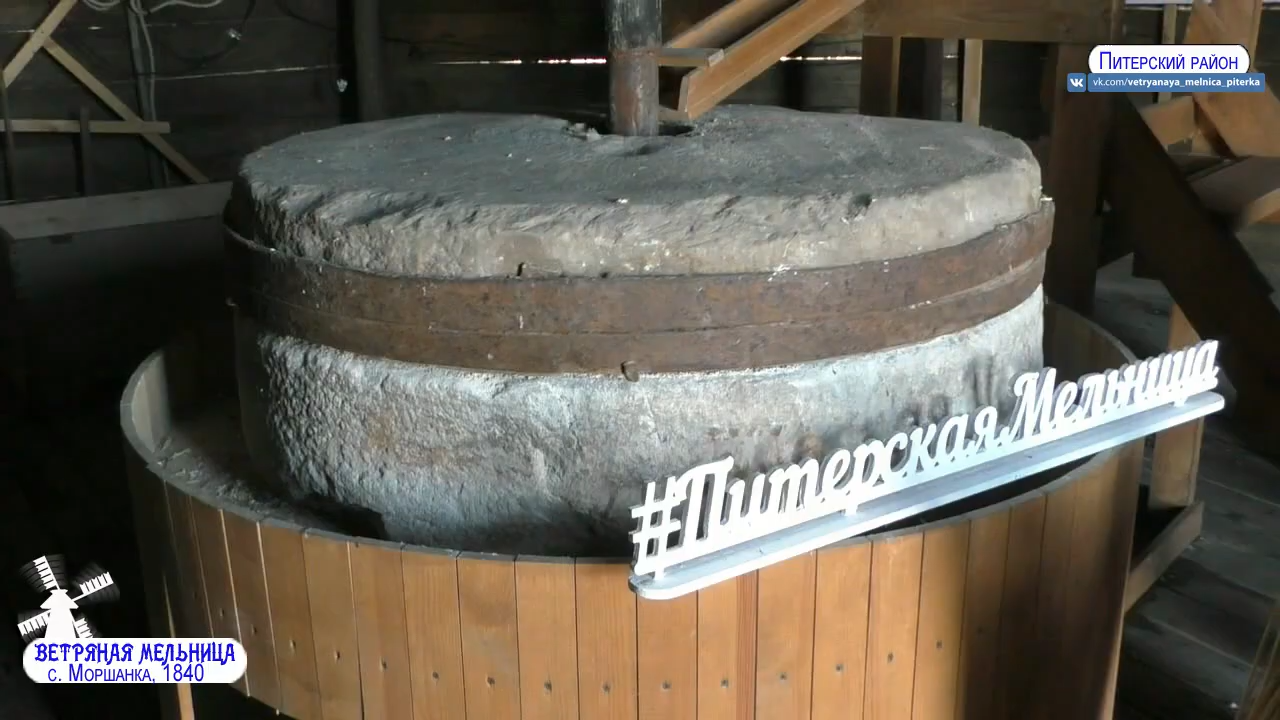 Питерский район
vk.com/vetryanaya_melnica_piterka
#ПитерскаяМельница
Ветряная мельница
с. Моршанка, 1840